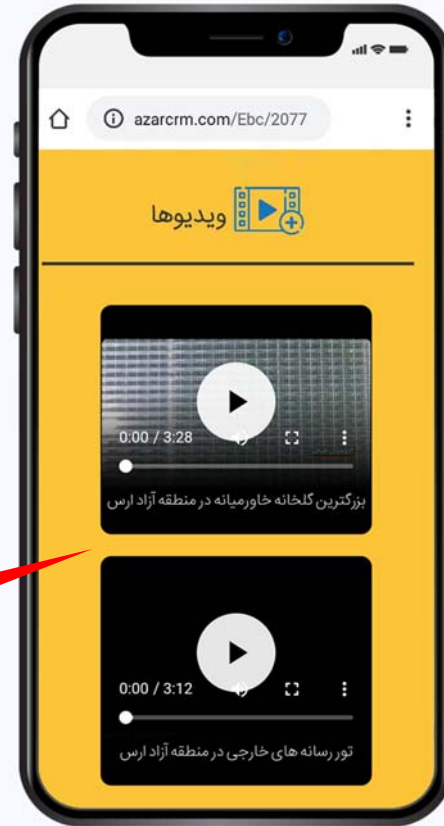 azarcrm.com/Ebc/2077
ویدیوها
0:00 / 3:28
بزرگترین گلخانه خاورمیانه در منطقه آزاد ارس
0:00 / 3:12
تور رسانه های خارجی در منطقه آزاد ارس